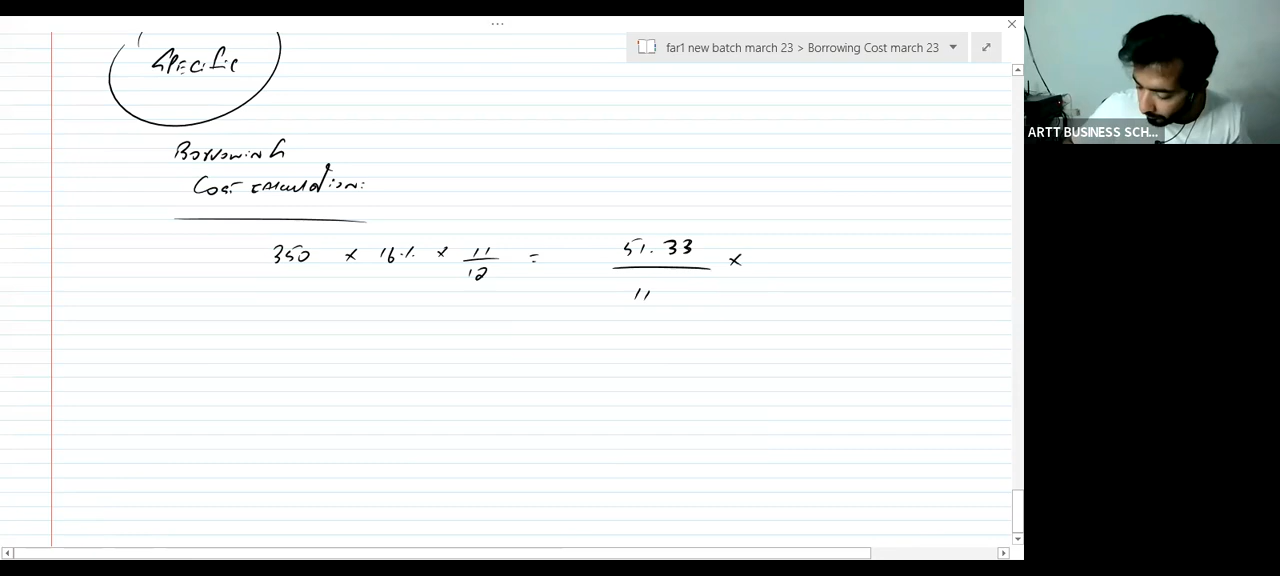 far1 new batch march 23 > Borrowing Cost march 23
ARTT BUSINESS SCH...
Specific
Borrowing
Cost calculation:
350 × 16% × 11/12 = 51.33/11 ×